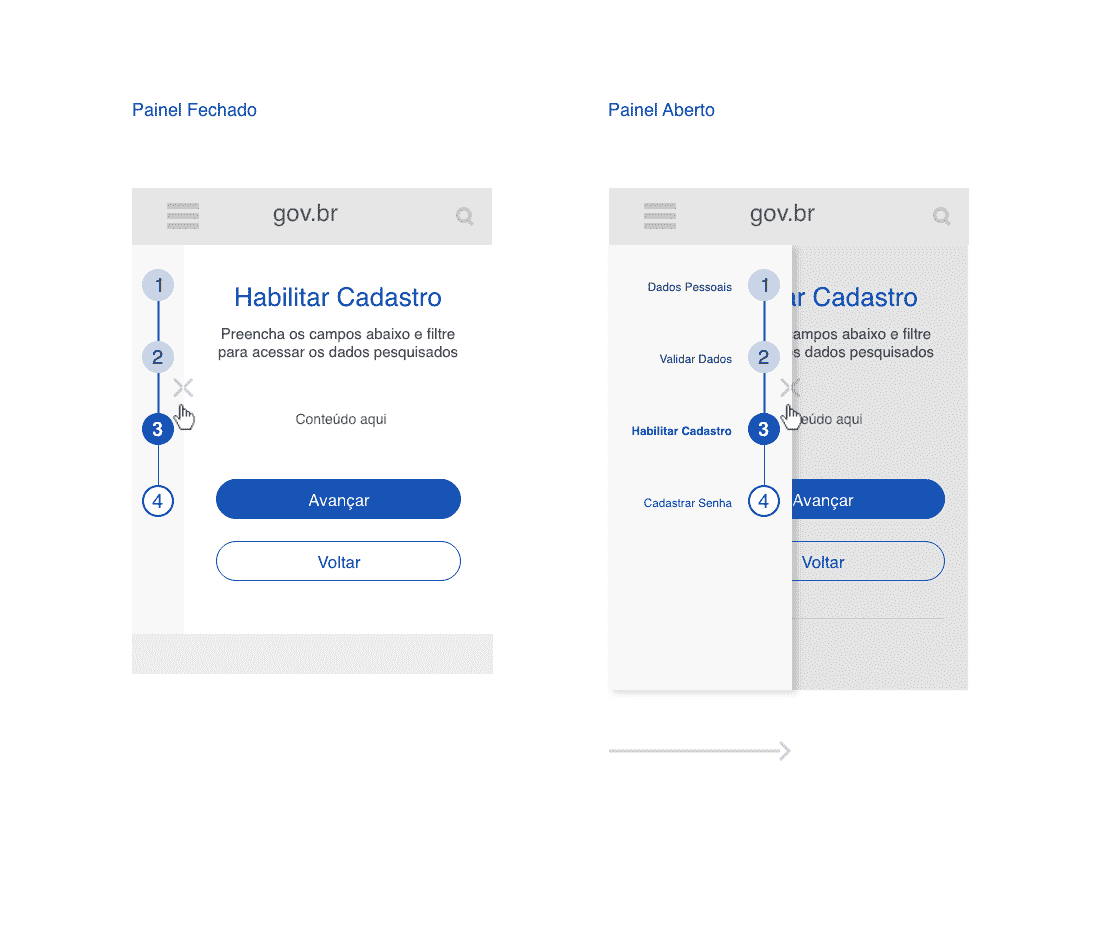 Painel Fechado
gov.br
1
2
3
4
Habilitar Cadastro
Preencha os campos abaixo e filtre
para acessar os dados pesquisados
Conteúdo aqui
Avançar
Voltar
Painel Aberto
gov.br
Dados Pessoais 1
Validar Dados 2
Habilitar Cadastro 3
Cadastrar Senha 4
ar Cadastro
campos abaixo e filtre
s dados pesquisados
eúdo aqui
Avançar
Voltar